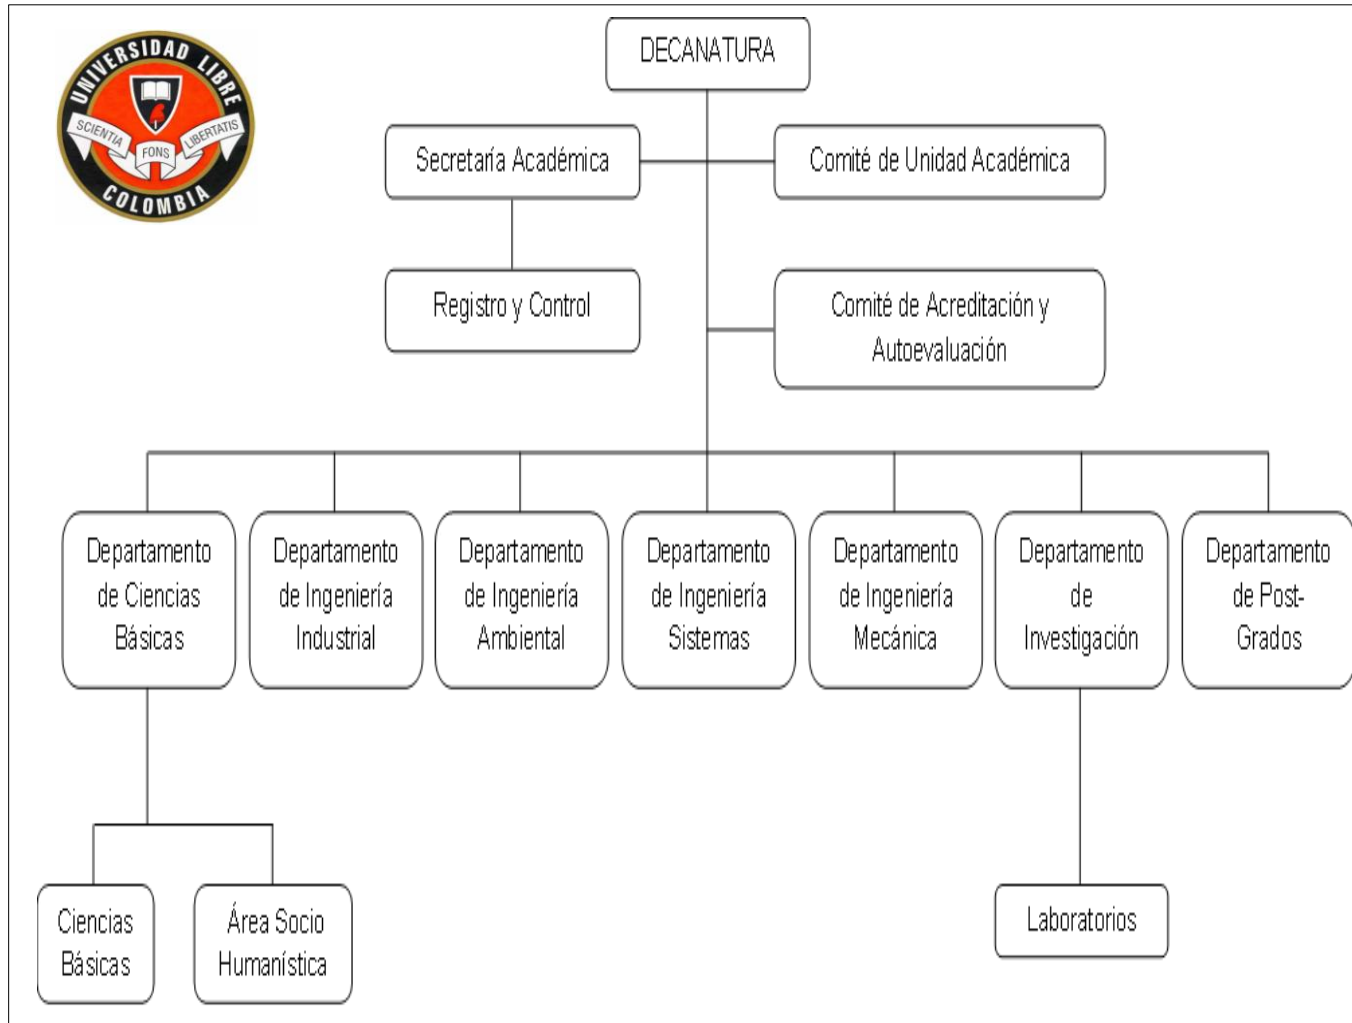 UNIVERSIDAD LIBRE
SCIENTIA
FONS
LIBERTATIS
COLOMBIA
DECANATURA
Secretaría Académica
Comité de Unidad Académica
Registro y Control
Comité de Acreditación y
Autoevaluación
Departamento
de Ciencias
Básicas
Departamento
de Ingeniería
Industrial
Departamento
de Ingeniería
Ambiental
Departamento
de Ingeniería
Sistemas
Departamento
de Ingeniería
Mecánica
Departamento
de
Investigación
Departamento
de Post-
Grados
Ciencias
Básicas
Área Socio
Humanística
Laboratorios